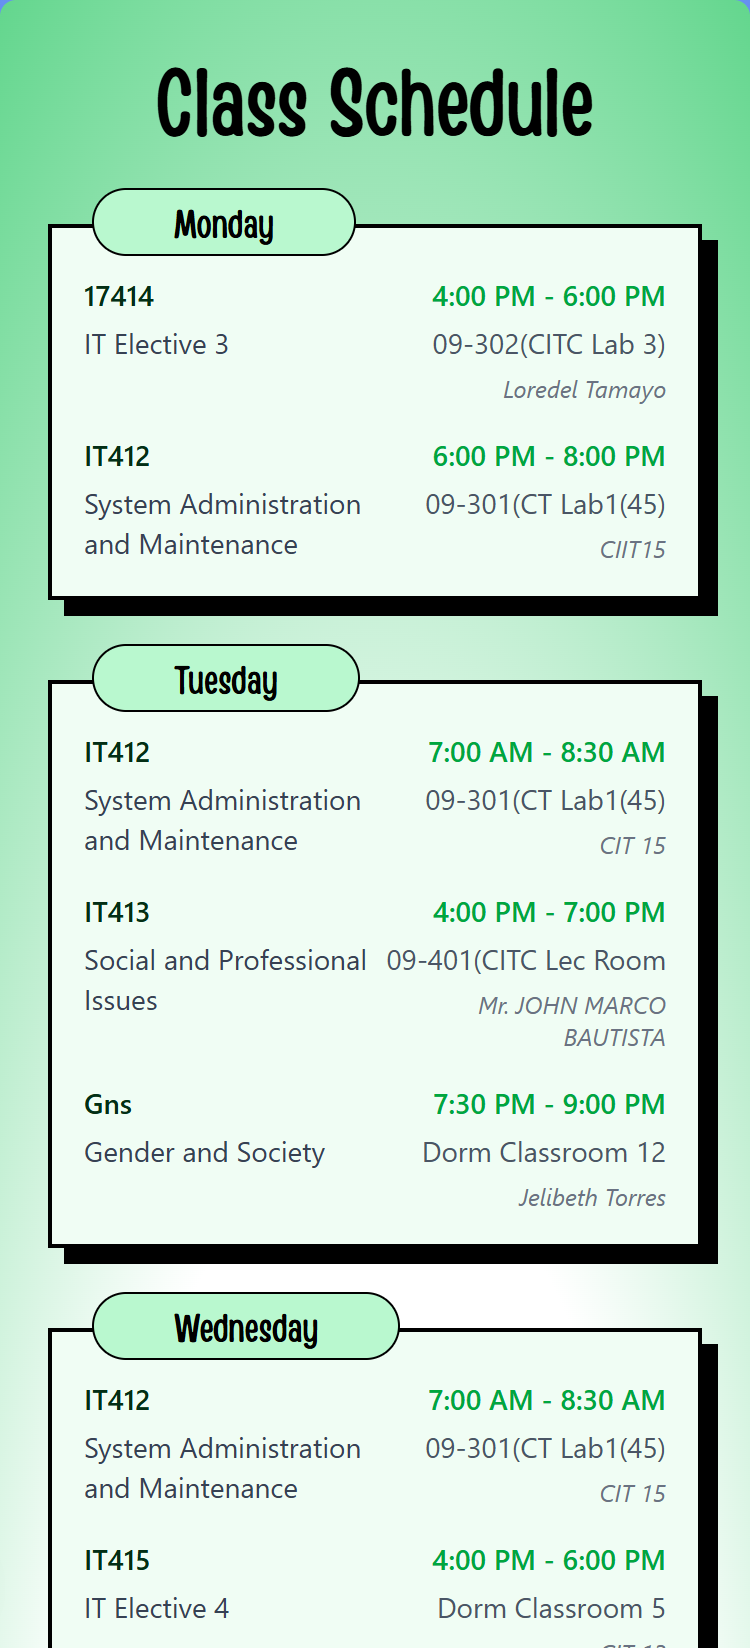 Class Schedule
Monday
17414 4:00 PM - 6:00 PM
IT Elective 3 09-302(CITC Lab 3)
Loredel Tamayo
IT412 6:00 PM - 8:00 PM
System Administration 09-301(CT Lab1(45)
and Maintenance CIIT15
Tuesday
IT412 7:00 AM - 8:30 AM
System Administration 09-301(CT Lab1(45)
and Maintenance CIT 15
IT413 4:00 PM - 7:00 PM
Social and Professional 09-401(CITC Lec Room
Issues Mr. JOHN MARCO
BAUTISTA
Gns 7:30 PM - 9:00 PM
Gender and Society Dorm Classroom 12
Jelibeth Torres
Wednesday
IT412 7:00 AM - 8:30 AM
System Administration 09-301(CT Lab1(45)
and Maintenance CIT 15
IT415 4:00 PM - 6:00 PM
IT Elective 4 Dorm Classroom 5